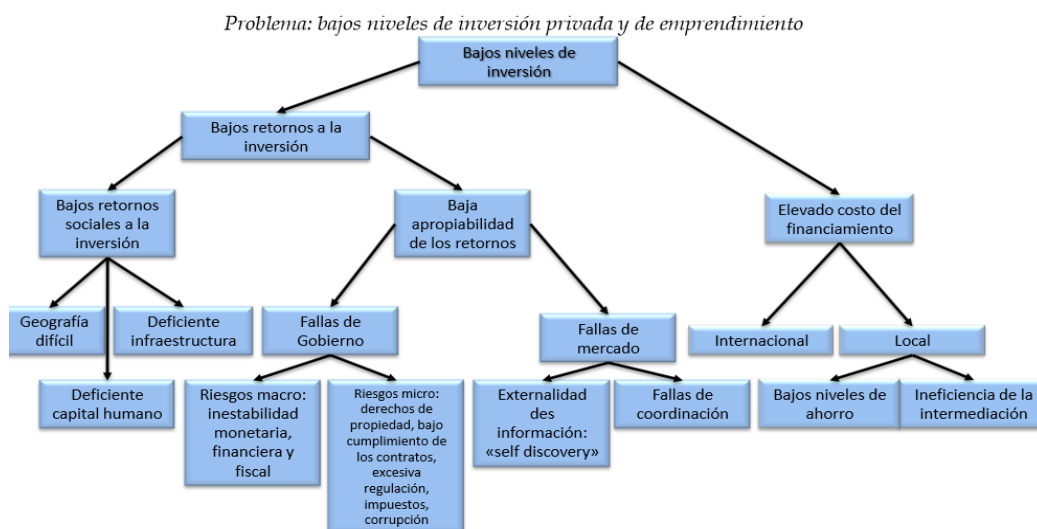 Problema: bajos niveles de inversión privada y de emprendimiento
Bajos niveles de
inversión
Bajos retornos a la
inversión
Bajos retornos
sociales a la
inversión
Baja
apropiabilidad
de los retornos
Elevado costo del
financiamiento
Geografía
difícil
Deficiente
infraestructura
Fallas de
Gobierno
Fallas de
mercado
Internacional
Local
Deficiente
capital humano
Riesgos macro:
inestabilidad
monetaria,
financiera y
fiscal
Riesgos micro:
derechos de
propiedad, bajo
cumplimiento de
los contratos,
excesiva
regulación,
impuestos,
corrupción
Externalidad
des
información:
«self discovery»
Fallas de
coordinación
Bajos niveles de
ahorro
Ineficiencia de la
intermediación